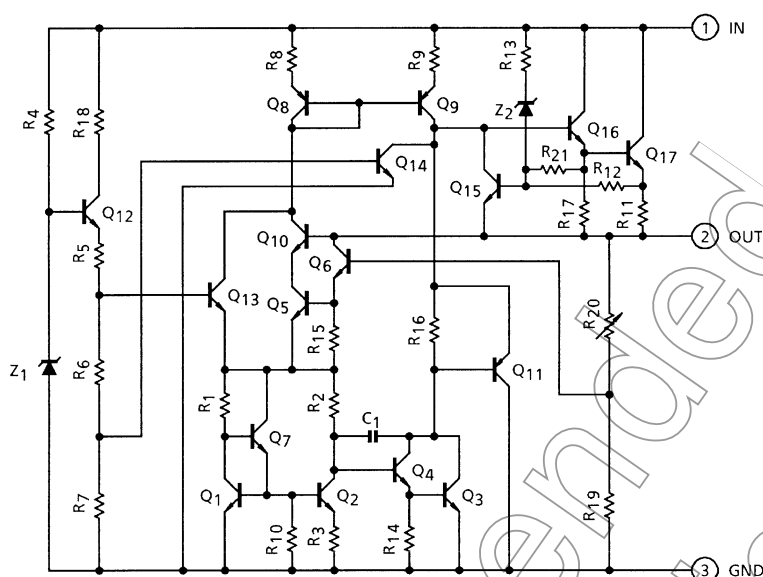 1 IN
R8 R9 R13
R4 R18 Q8 Q9 Z2 Q16
Q14 R21 Q17
Q12 Q15 R12
R17 R11
R5 Q10 2 OUT
Q6
Q13 Q5 R20
R15 R16
Z1 R6 Q11
R1 R2 C1
Q7
R7 Q1 Q2 Q4 Q3 R19
R10 R3 R14
3 GND
ended